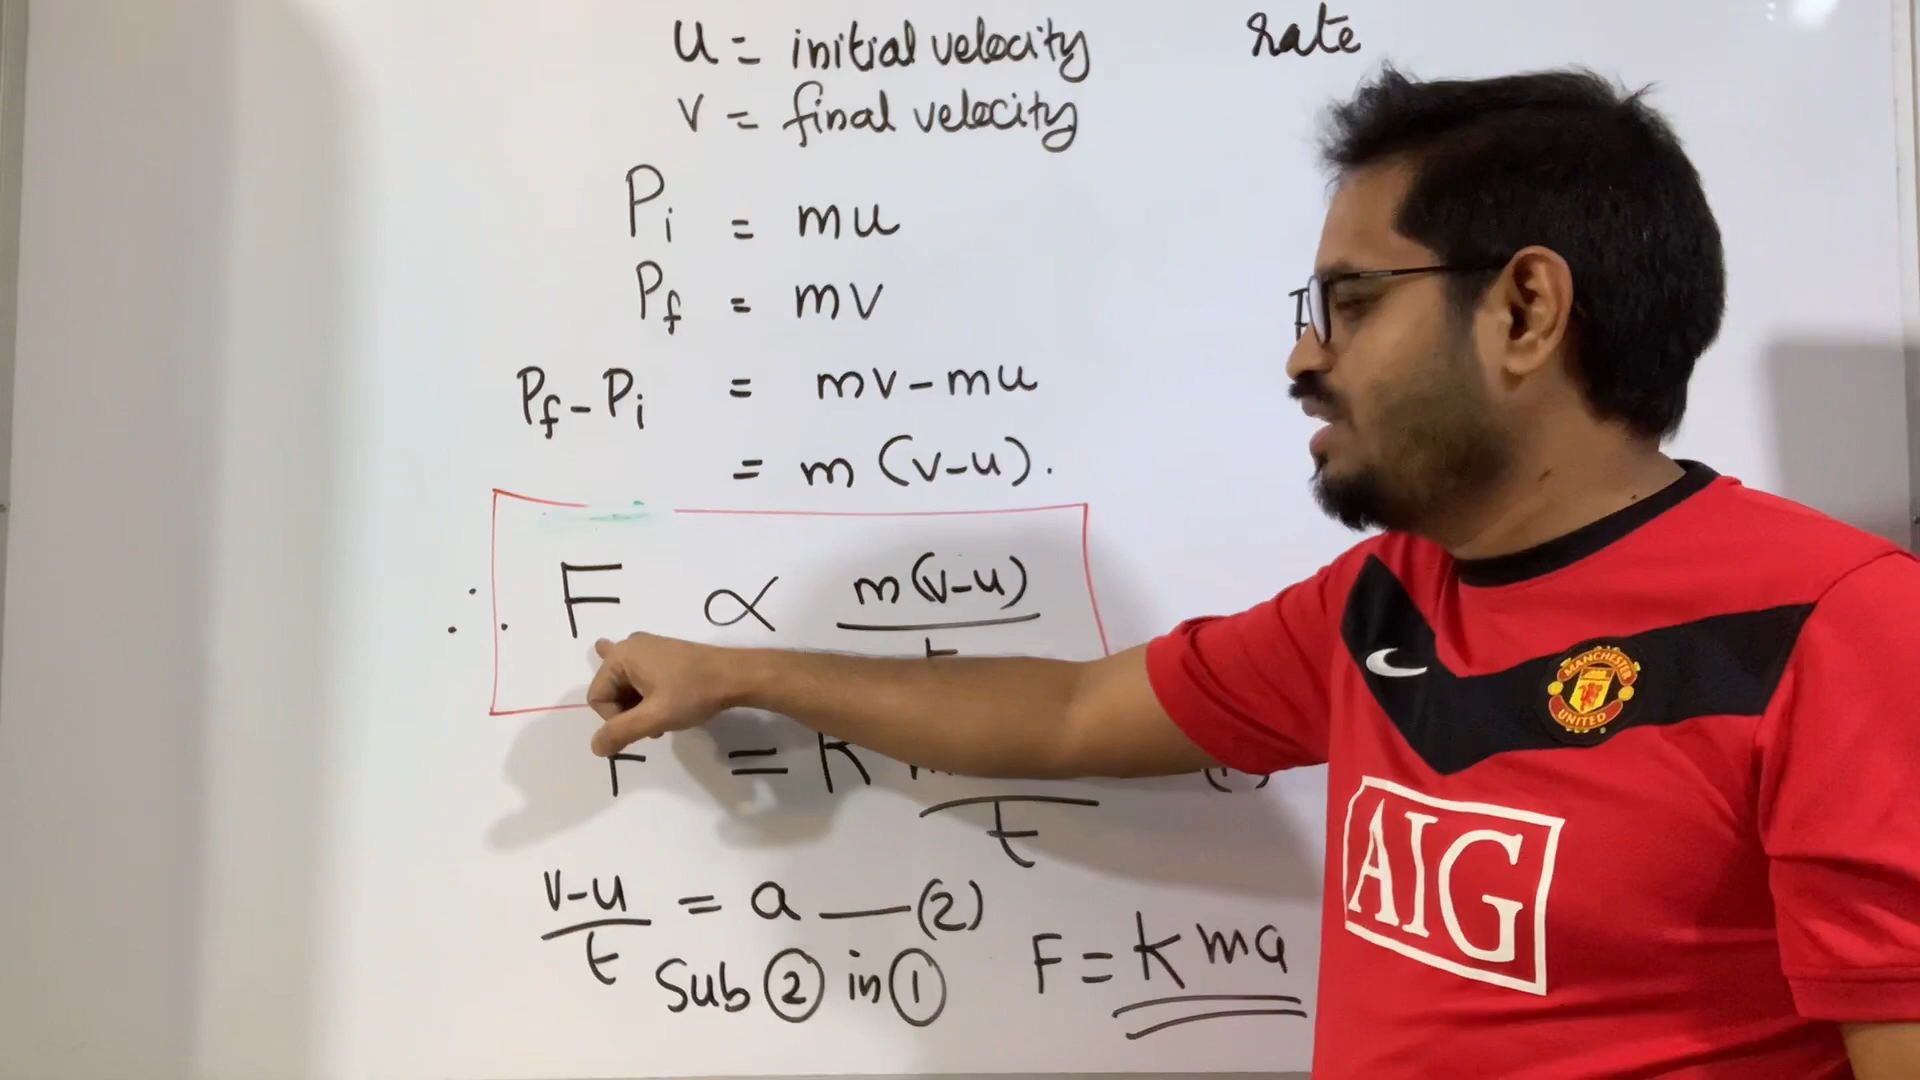 u = initial velocity
rate
v = final velocity
Pi = mu
Pf = mv
Pf - Pi = mv - mu
= m (v-u).
∴ F ∝ m(v-u) / t
F = K / t
v-u / t = a — (2)
Sub ② in ①
F = K ma
MANCHESTER
UNITED
AIG